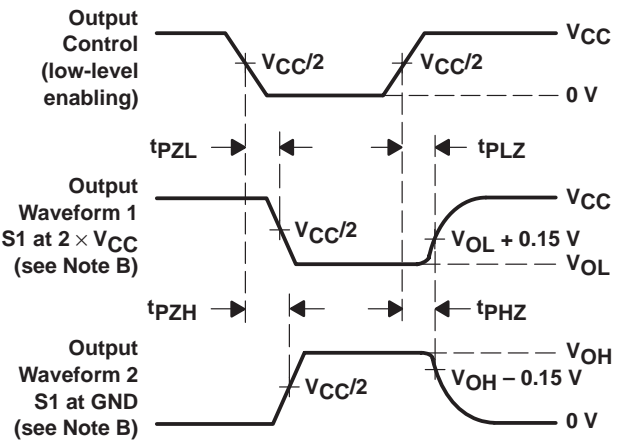 Output
Control
(low-level
enabling)
VCC
VCC/2
VCC/2
0 V
tPZL
tPLZ
Output
Waveform 1
S1 at 2 × VCC
(see Note B)
VCC
VCC/2
VOL + 0.15 V
VOL
tPZH
tPHZ
Output
Waveform 2
S1 at GND
(see Note B)
VOH
VCC/2
VOH – 0.15 V
0 V